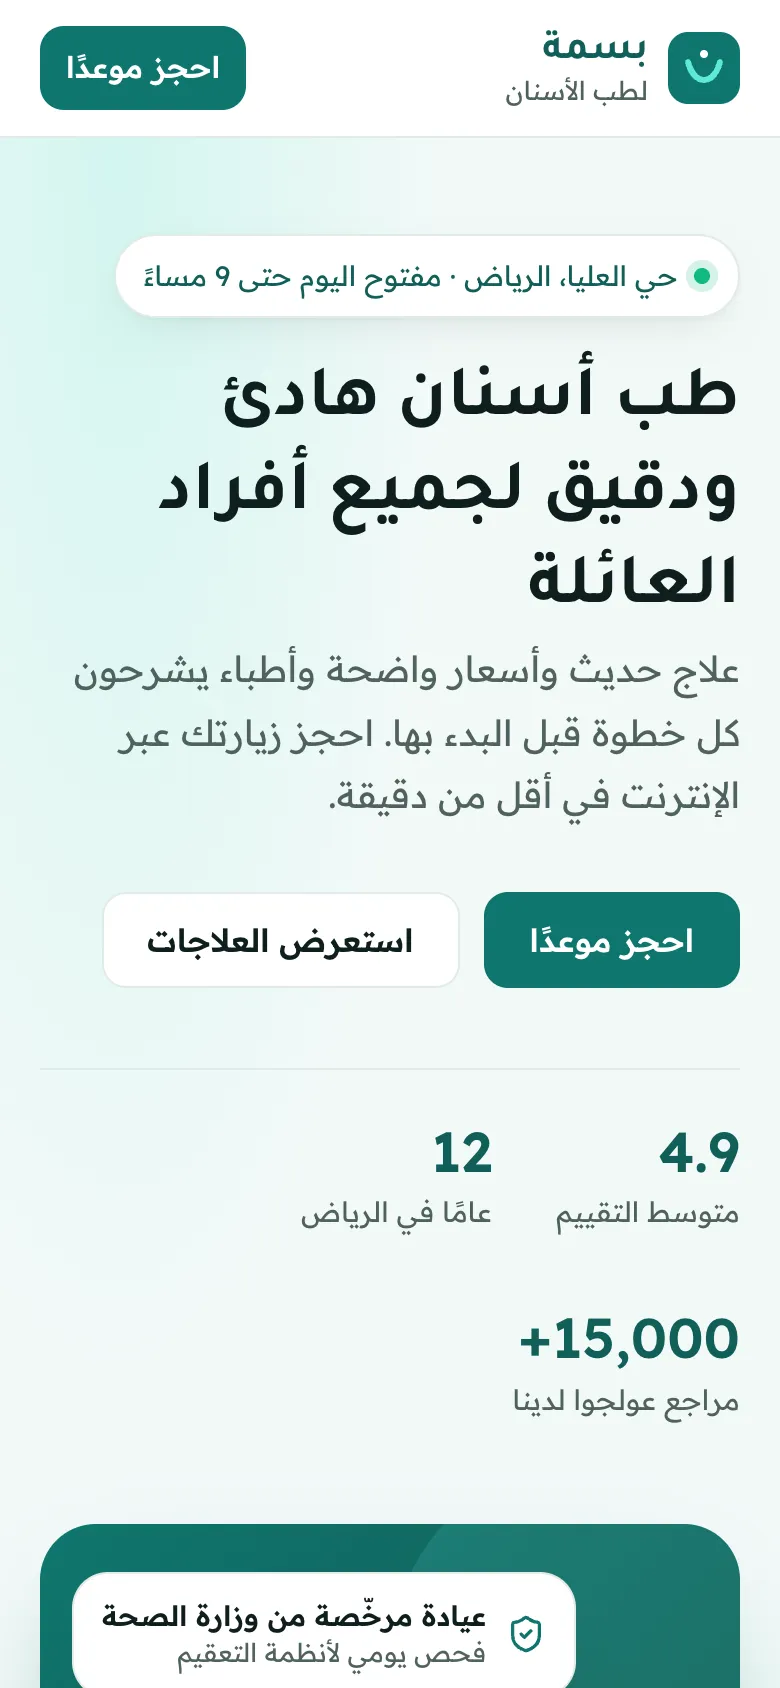 بسمة
لطب الأسنان
احجز موعدًا
حي العليا، الرياض · مفتوح اليوم حتى 9 مساءً
طب أسنان هادئ
ودقيق لجميع أفراد
العائلة
علاج حديث وأسعار واضحة وأطباء يشرحون
كل خطوة قبل البدء بها. احجز زيارتك عبر
الإنترنت في أقل من دقيقة.
احجز موعدًا
استعرض العلاجات
4.9
متوسط التقييم
12
عامًا في الرياض
15,000+
مراجع عولجوا لدينا
عيادة مرخّصة من وزارة الصحة
فحص يومي لأنظمة التعقيم